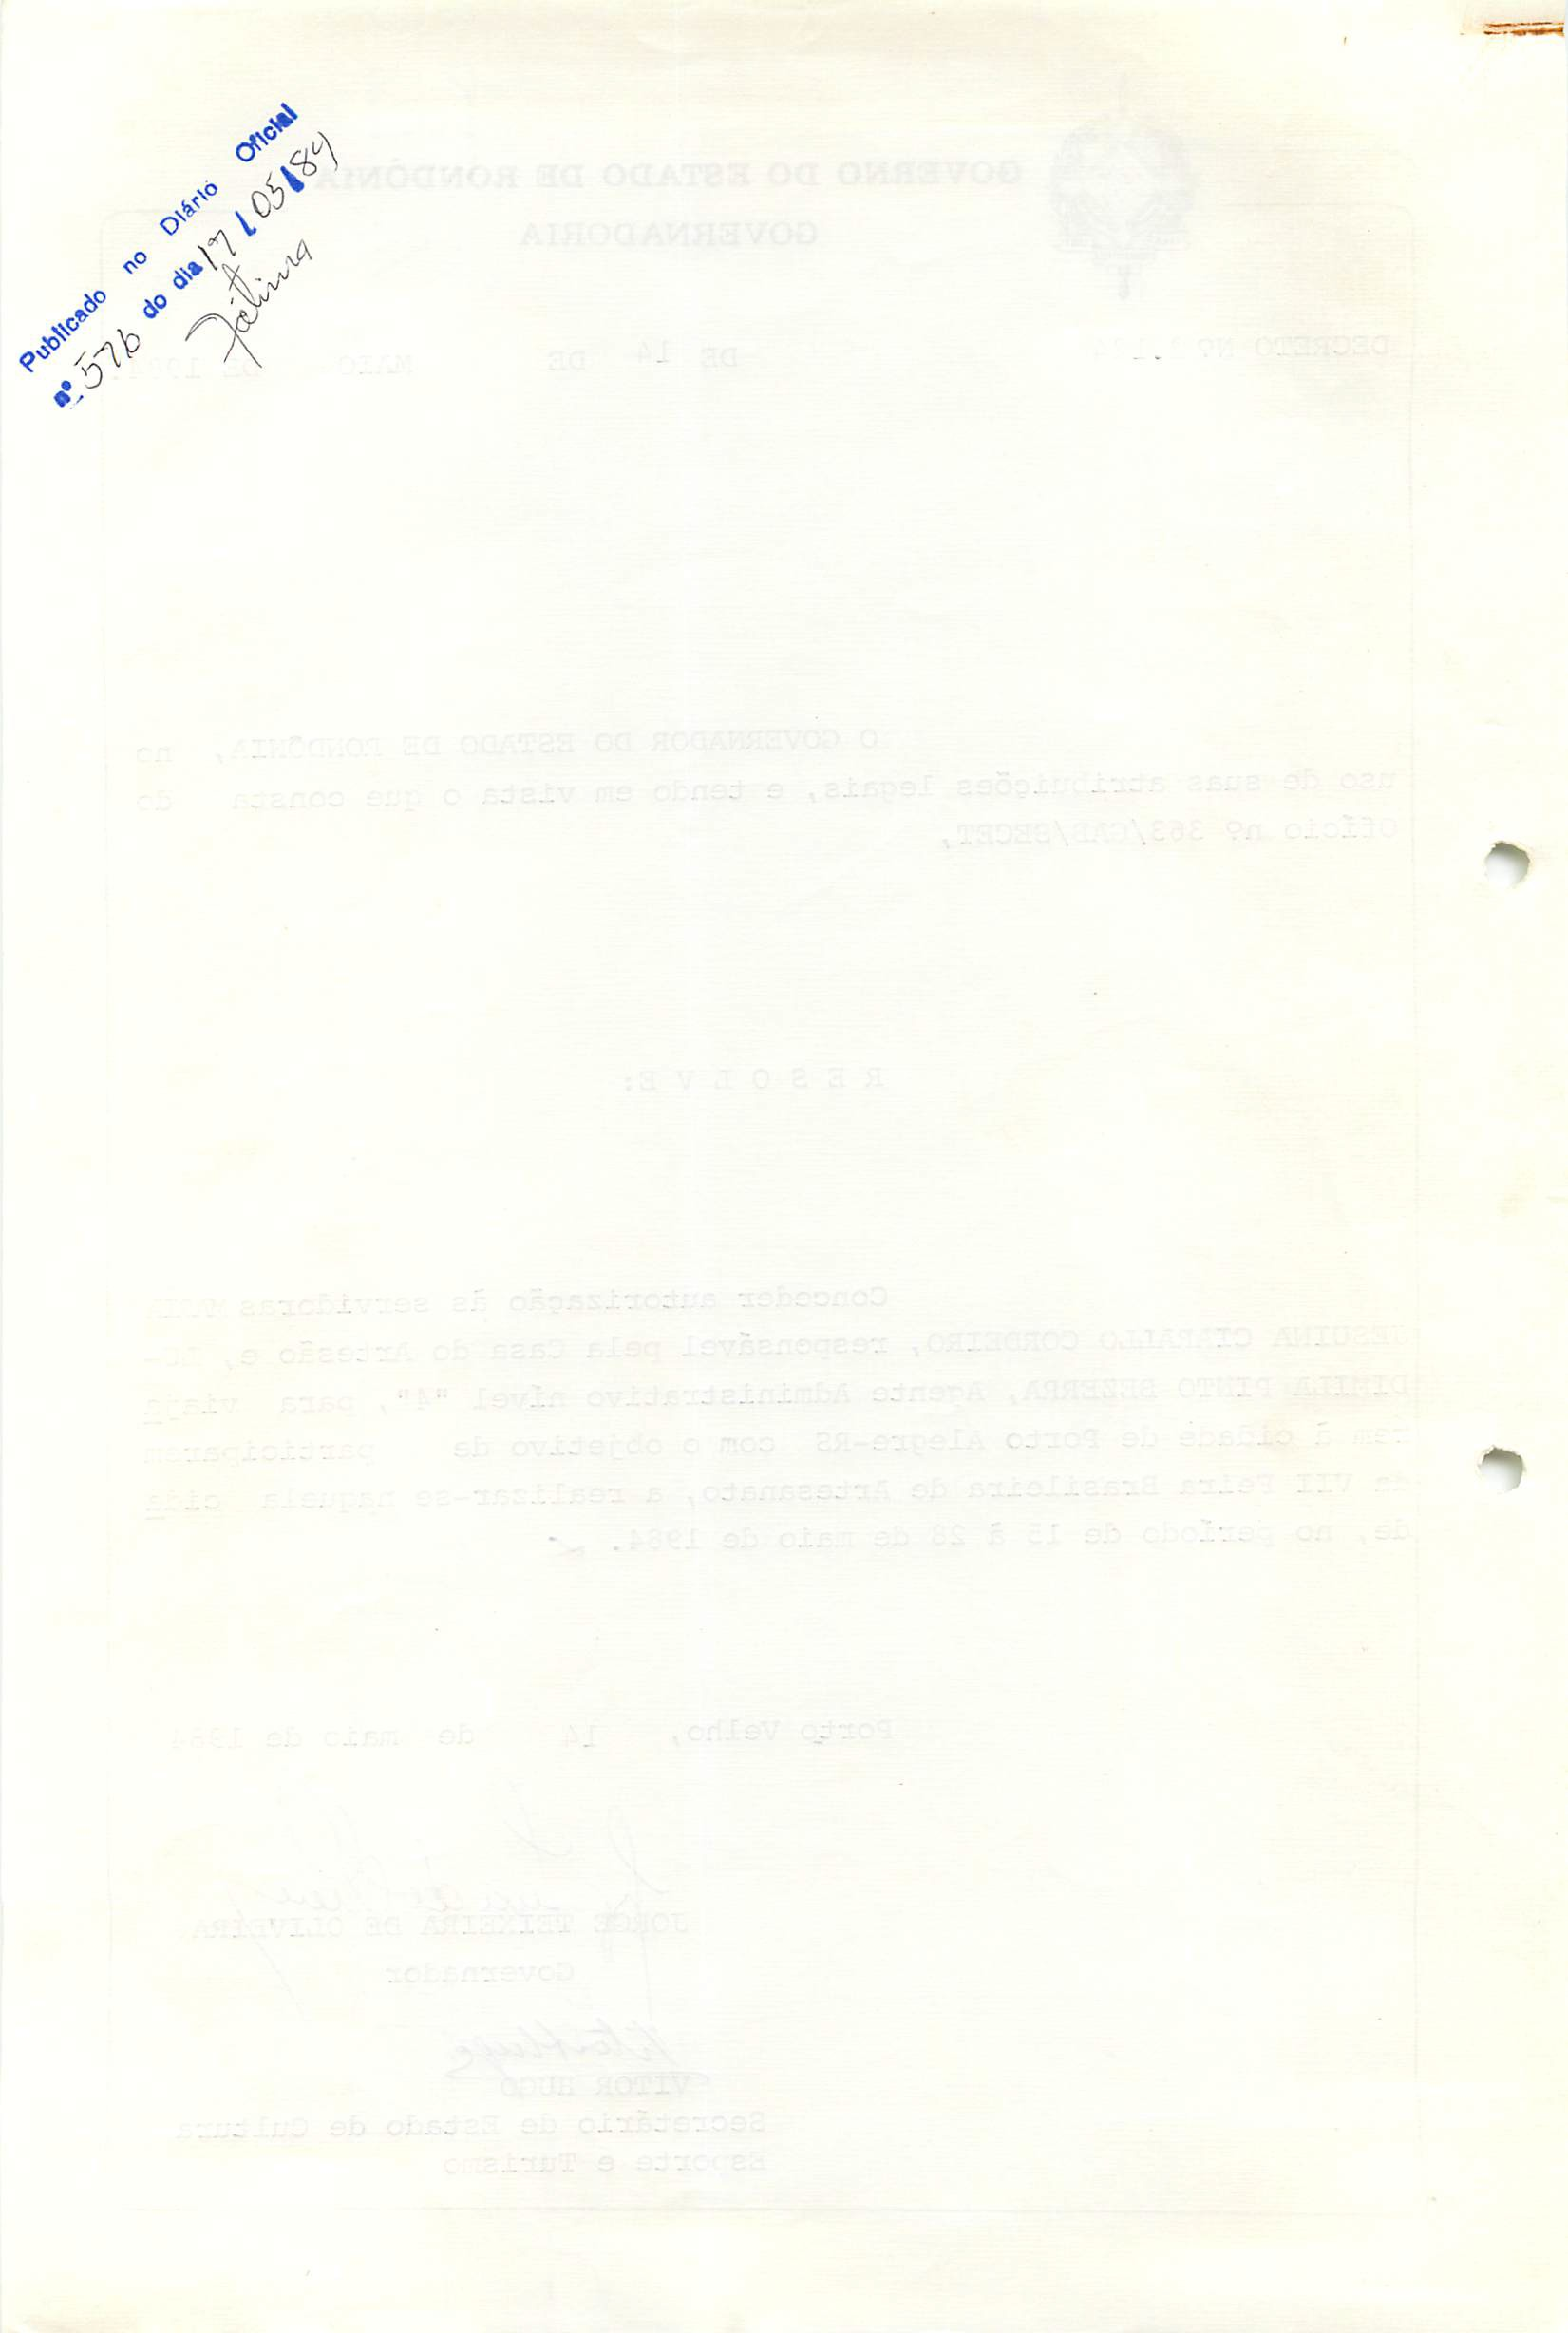 Publicado no Diário Oficial
nº 576 do dia 17/05/84
Fátima
GOVERNO DO ESTADO DE RONDÔNIA
GOVERNADORIA
DECRETO Nº DE 14 DE MAIO DE 1984.
O GOVERNADOR DO ESTADO DE RONDÔNIA, no
uso de suas atribuições legais, e tendo em vista o que consta do
Ofício nº 363/GAB/SECET,
R E S O L V E:
Conceder autorização às servidoras MARIA
JESUINA CORDEIRO, responsável pela Casa do Artesão e,
PINTO BEZERRA, Agente Administrativo nível "4", para viaja
rem à cidade de Porto Alegre-RS com o objetivo de participarem
da VII Feira Brasileira de Artesanato, a realizar-se naquela cida
de, no período de 15 à 28 de maio de 1984.
Porto Velho, 14 de maio de 1984
JORGE TEIXEIRA DE OLIVEIRA
Governador
Vitor Hugo
VITOR HUGO
Secretário de Estado de Cultura
Esporte e Turismo